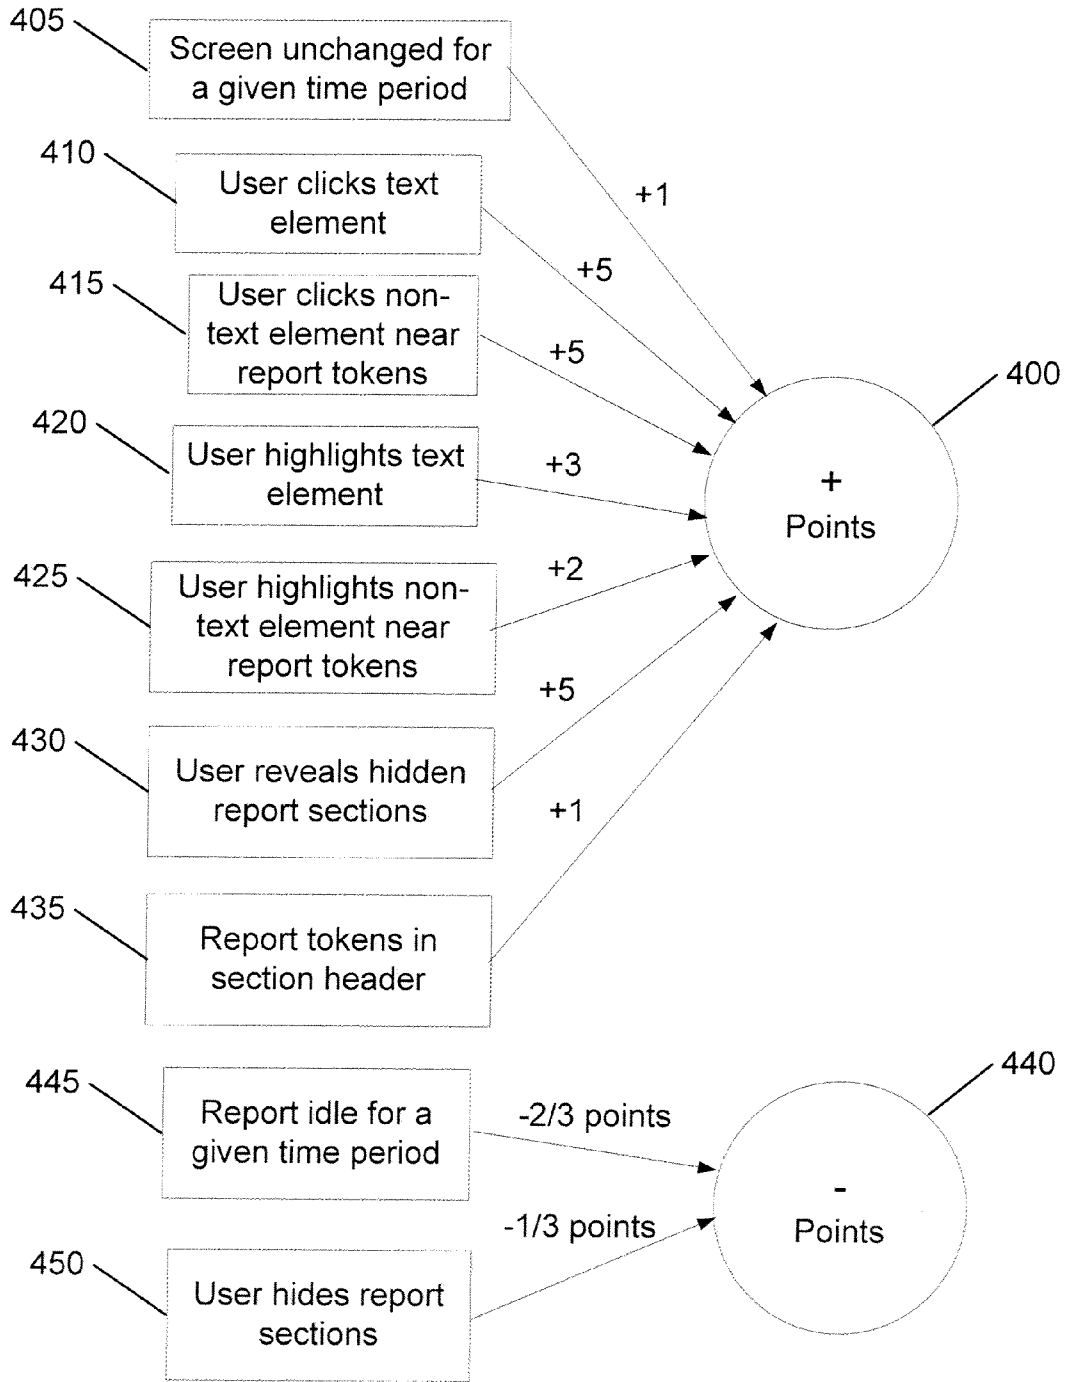 405
Screen unchanged for
a given time period
410
User clicks text
element
+1
+5
415
User clicks non-
text element near
report tokens
+5
400
420
User highlights text
element
+3
+
Points
425
User highlights non-
text element near
report tokens
+2
430
User reveals hidden
report sections
+5
435
Report tokens in
section header
+1
445
Report idle for a
given time period
-2/3 points
440
-
Points
450
User hides report
sections
-1/3 points